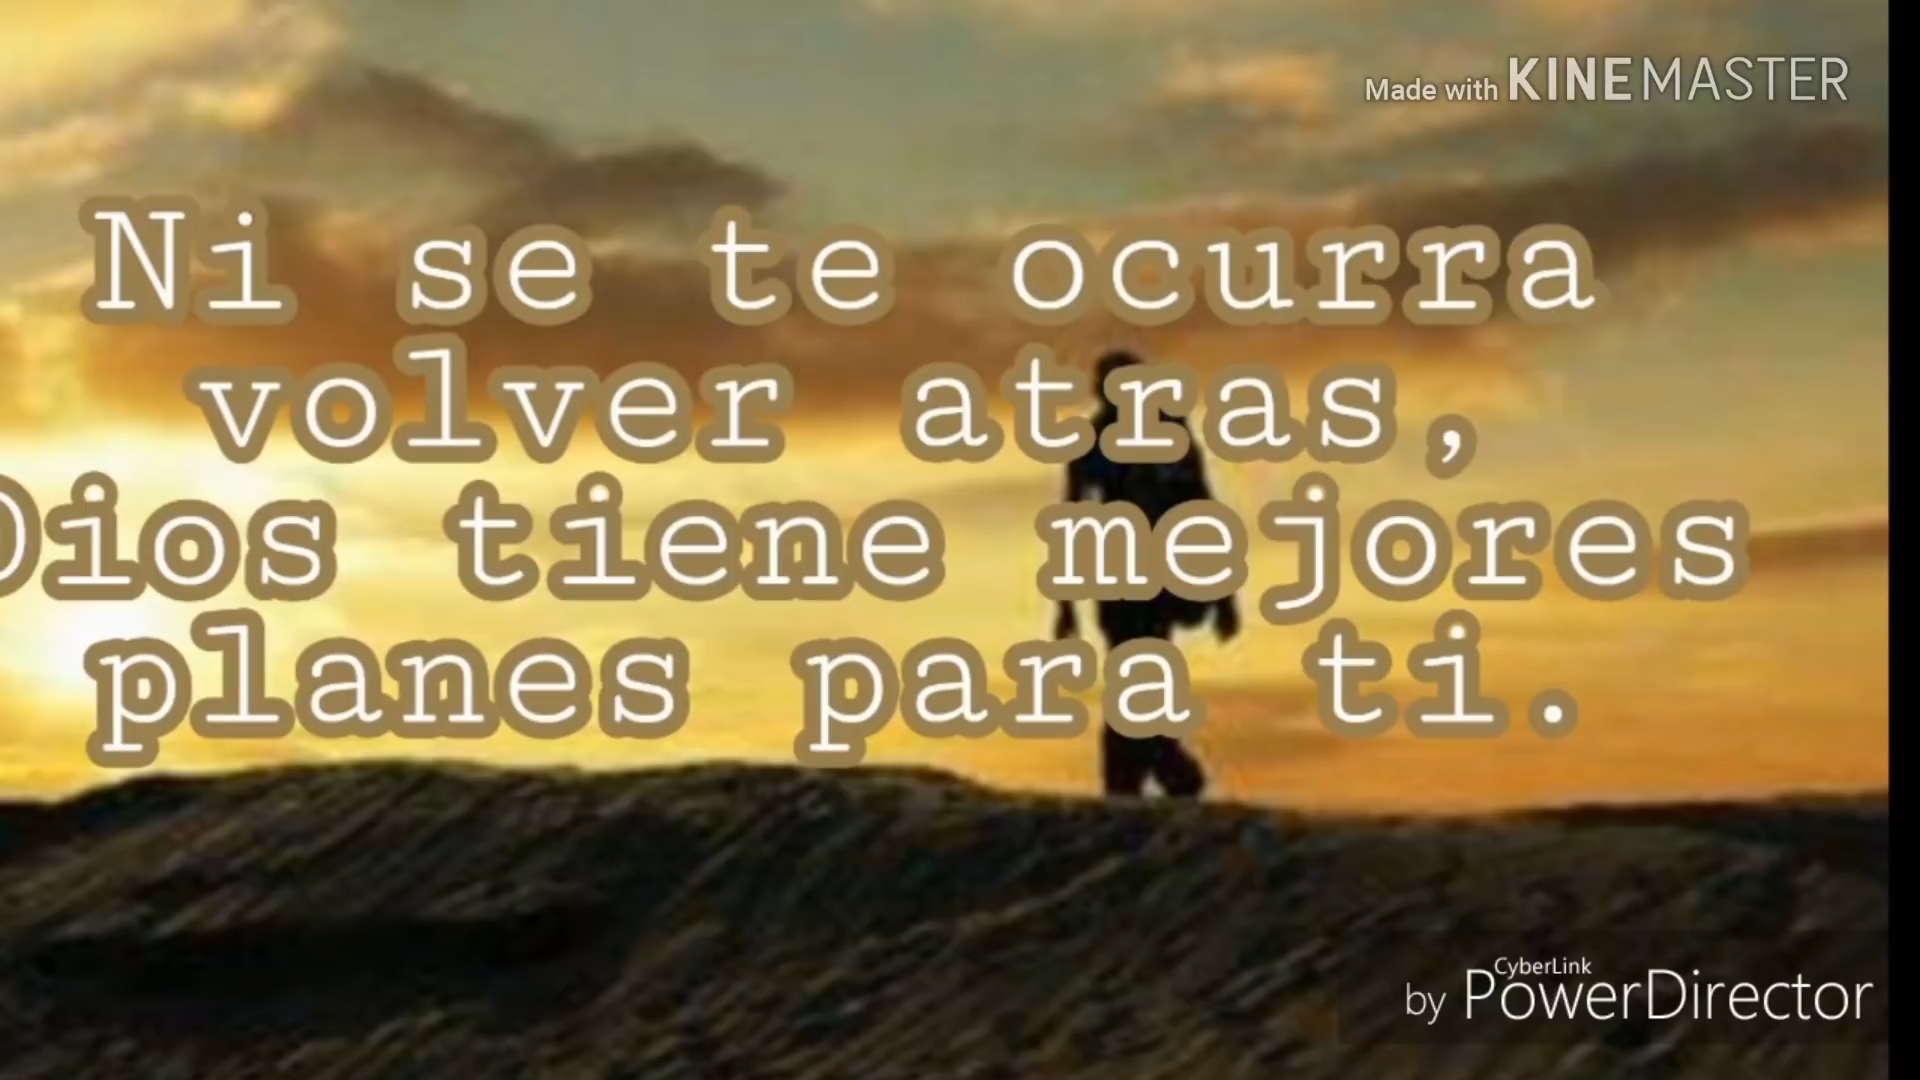 Made with KINEMASTER
Ni se te ocurra
volver atras,
Dios tiene mejores
planes para ti.
CyberLink
by PowerDirector